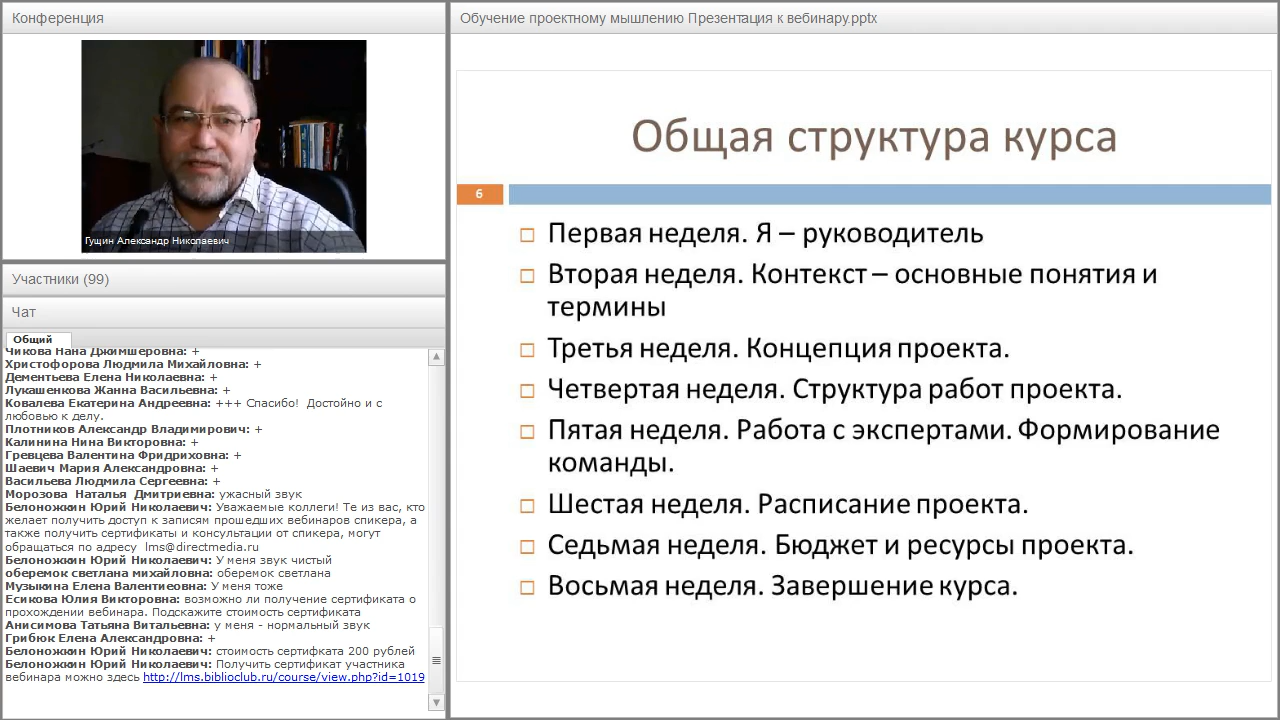 Конференция
Гущин Александр Николаевич
Участники (99)
Чат
Общий
Чикова Нана Джимшеровна: +
Христофорова Людмила Михайловна: +
Дементьева Елена Николаевна: +
Лукашенкова Жанна Васильевна: +
Ковалева Екатерина Андреевна: +++ Спасибо! Достойно и с
любовью к делу.
Плотников Александр Владимирович: +
Калинина Нина Викторовна: +
Гревцева Валентина Фридриховна: +
Шаевич Мария Александровна: +
Васильева Людмила Сергеевна: +
Морозова Наталья Дмитриевна: ужасный звук
Белоножкин Юрий Николаевич: Уважаемые коллеги! Те из вас, кто
желает получить доступ к записям прошедших вебинаров спикера, а
также получить сертификаты и консультации от спикера, могут
обращаться по адресу lms@directmedia.ru
Белоножкин Юрий Николаевич: У меня звук чистый
оберемок светлана михайловна: оберемок светлана
Музыкина Елена Валентиеовна: У меня тоже
Есикова Юлия Викторовна: возможно ли получение сертификата о
прохождении вебинара. Подскажите стоимость сертификата
Анисимова Татьяна Витальевна: у меня - нормальный звук
Грибюк Елена Александровна: +
Белоножкин Юрий Николаевич: стоимость сертифката 200 рублей
Белоножкин Юрий Николаевич: Получить сертификат участника
вебинара можно здесь http://lms.biblioclub.ru/course/view.php?id=1019
Обучение проектному мышлению Презентация к вебинару.pptx
Общая структура курса
6
Первая неделя. Я – руководитель
Вторая неделя. Контекст – основные понятия и
термины
Третья неделя. Концепция проекта.
Четвертая неделя. Структура работ проекта.
Пятая неделя. Работа с экспертами. Формирование
команды.
Шестая неделя. Расписание проекта.
Седьмая неделя. Бюджет и ресурсы проекта.
Восьмая неделя. Завершение курса.